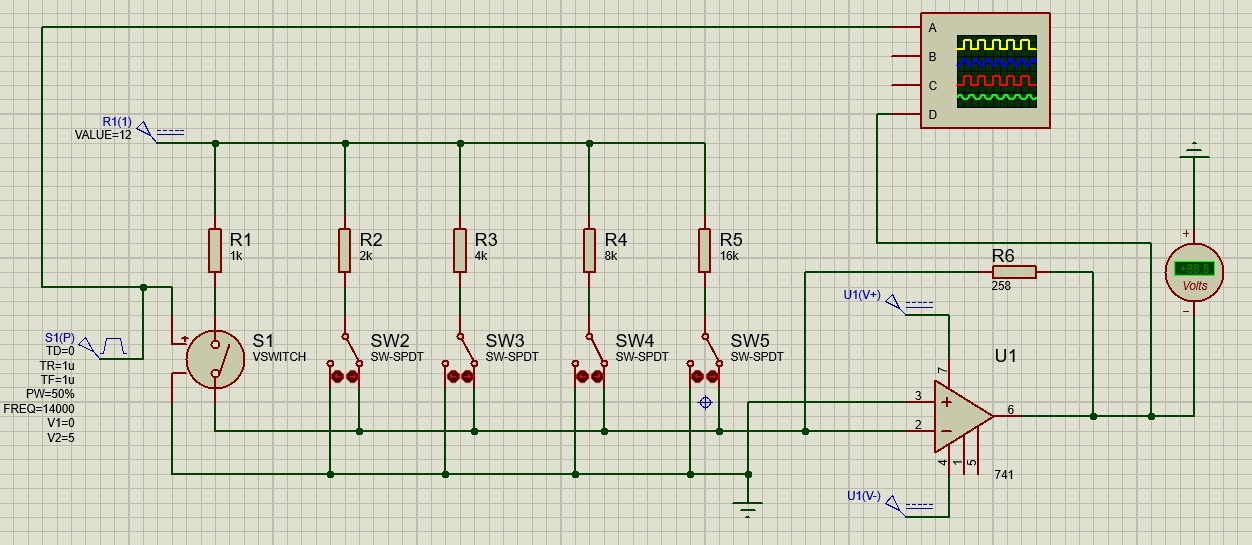 A
B
C
D
R1(1)
VALUE=12
R1
1k
R2
2k
R3
4k
R4
8k
R5
16k
R6
258
+88.8
Volts
+
−
U1(V+)
S1(P)
TD=0
TR=1u
TF=1u
PW=50%
FREQ=14000
V1=0
V2=5
+
S1
VSWITCH
SW2
SW-SPDT
SW3
SW-SPDT
SW4
SW-SPDT
SW5
SW-SPDT
U1
7
3
2
6
4
1
5
741
U1(V-)